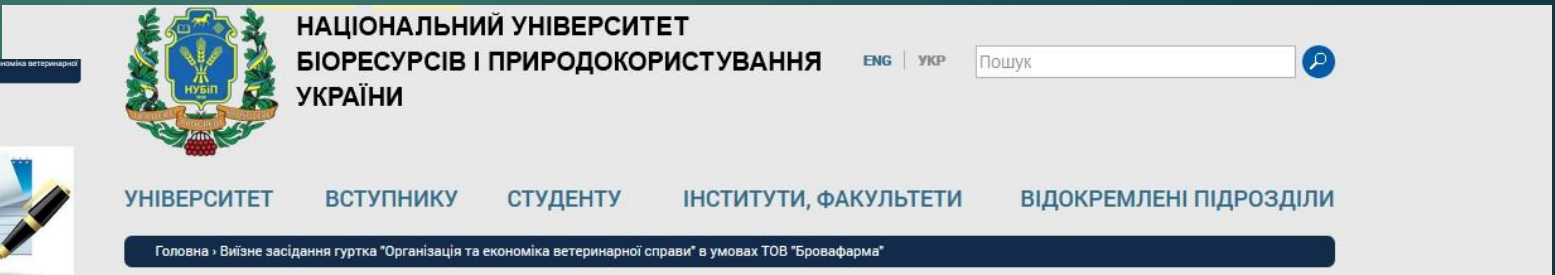 НАЦІОНАЛЬНИЙ УНІВЕРСИТЕТ
БІОРЕСУРСІВ І ПРИРОДОКОРИСТУВАННЯ
УКРАЇНИ
ENG | УКР
Пошук
НУБІП
УНІВЕРСИТЕТ ВСТУПНИКУ СТУДЕНТУ ІНСТИТУТИ, ФАКУЛЬТЕТИ ВІДОКРЕМЛЕНІ ПІДРОЗДІЛИ
Головна › Виїзне засідання гуртка "Організація та економіка ветеринарної справи" в умовах ТОВ "Бровафарма"